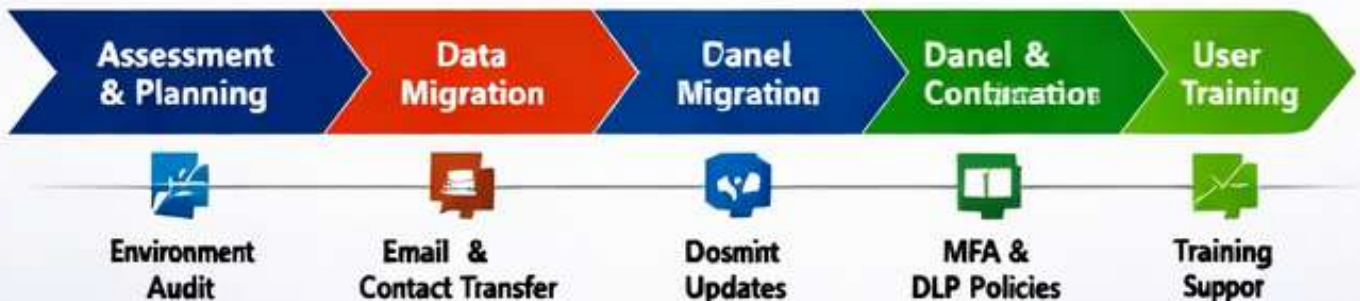 Assessment
& Planning
Data
Migration
Danel
Migration
Danel &
User
Training
Environment
Audit
Email &
Contact Transfer
Dosmint
Updates
MFA &
DLP Policies
Training
Suppor